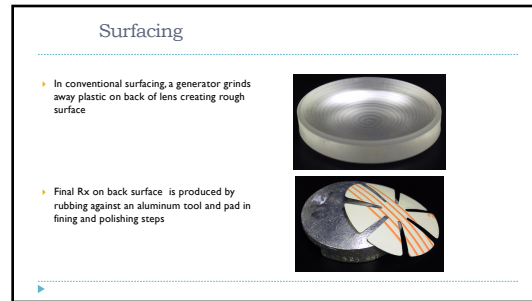 Surfacing
In conventional surfacing, a generator grinds
away plastic on back of lens creating rough
surface
Final Rx on back surface is produced by
rubbing against an aluminum tool and pad in
fining and polishing steps